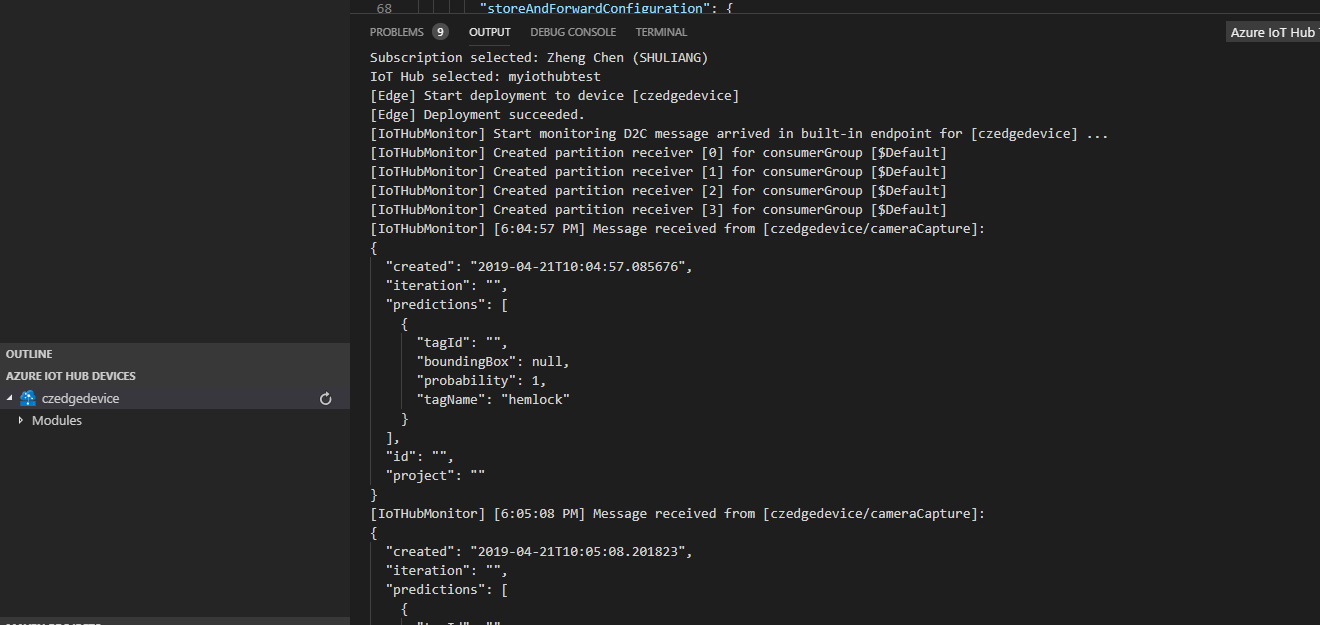 68 "storeAndForwardConfiguration": {
PROBLEMS 9 OUTPUT DEBUG CONSOLE TERMINAL Azure IoT Hub
Subscription selected: Zheng Chen (SHULIANG)
IoT Hub selected: myiothubtest
[Edge] Start deployment to device [czedgedevice]
[Edge] Deployment succeeded.
[IoTHubMonitor] Start monitoring D2C message arrived in built-in endpoint for [czedgedevice] ...
[IoTHubMonitor] Created partition receiver [0] for consumerGroup [$Default]
[IoTHubMonitor] Created partition receiver [1] for consumerGroup [$Default]
[IoTHubMonitor] Created partition receiver [2] for consumerGroup [$Default]
[IoTHubMonitor] Created partition receiver [3] for consumerGroup [$Default]
[IoTHubMonitor] [6:04:57 PM] Message received from [czedgedevice/cameraCapture]:
{
"created": "2019-04-21T10:04:57.085676",
"iteration": "",
"predictions": [
{
"tagId": "",
"boundingBox": null,
"probability": 1,
"tagName": "hemlock"
}
],
"id": "",
"project": ""
}
[IoTHubMonitor] [6:05:08 PM] Message received from [czedgedevice/cameraCapture]:
{
"created": "2019-04-21T10:05:08.201823",
"iteration": "",
"predictions": [
{
OUTLINE
AZURE IOT HUB DEVICES
czedgedevice
Modules